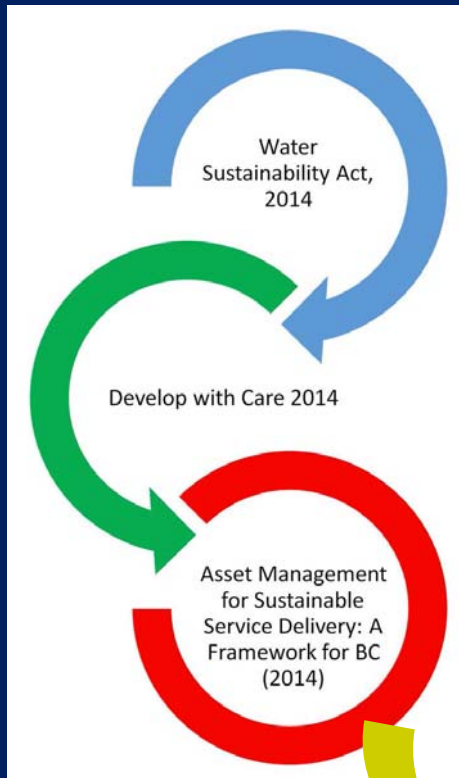 Water
Sustainability Act,
2014
Develop with Care 2014
Asset Management
for Sustainable
Service Delivery: A
Framework for BC
(2014)